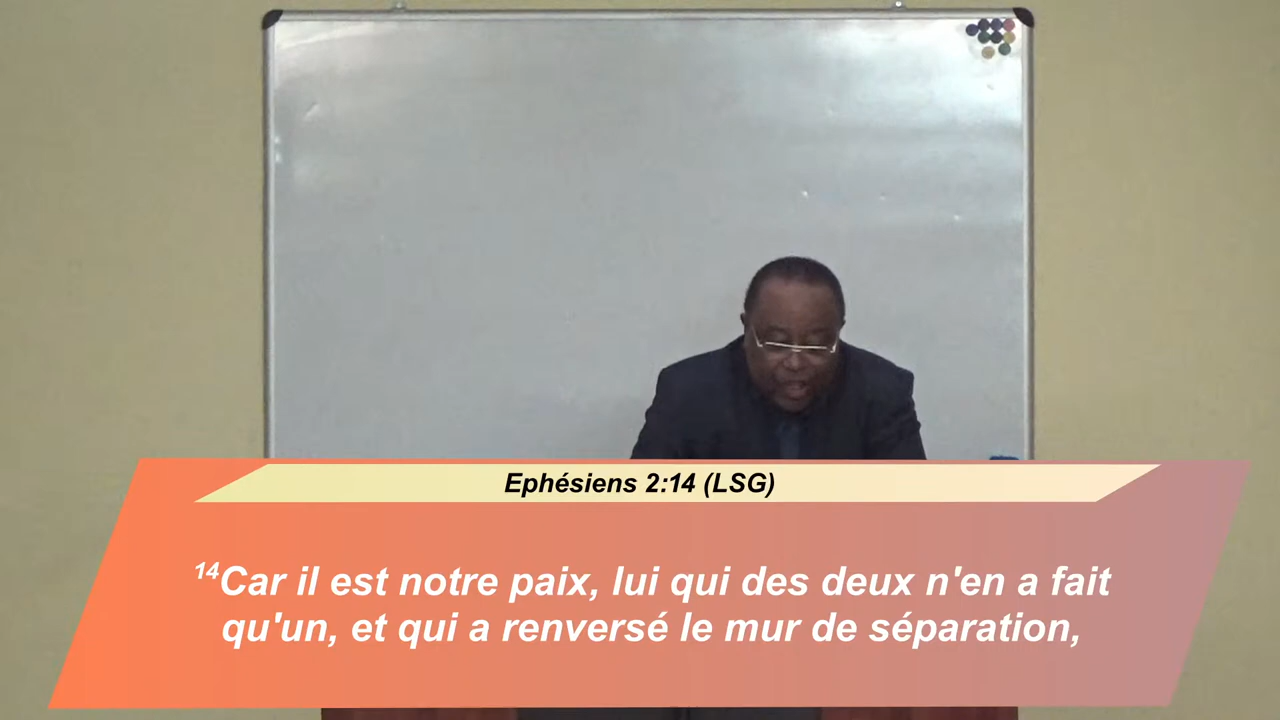 Ephésiens 2:14 (LSG)
14Car il est notre paix, lui qui des deux n'en a fait
qu'un, et qui a renversé le mur de séparation,